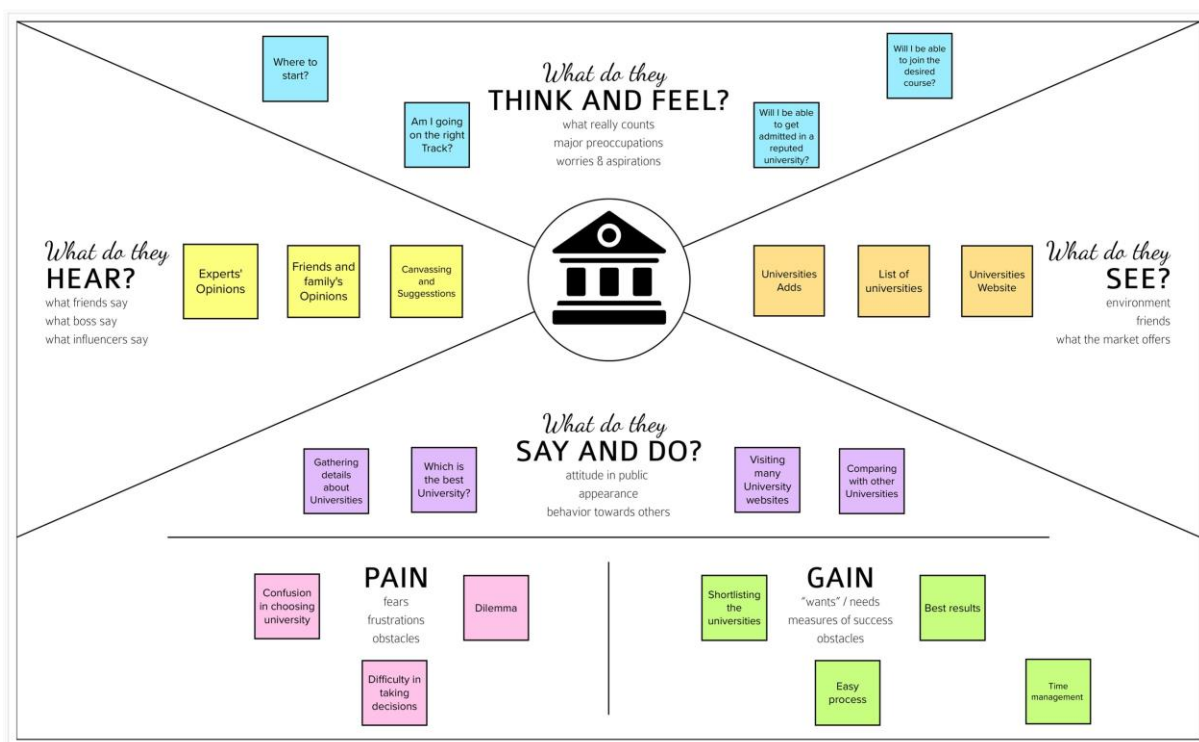 Where to
start?
Am I going
on the right
Track?
What do they
THINK AND FEEL?
what really counts
major preoccupations
worries & aspirations
Will I be able
to get
admitted in a
reputed
university?
Will I be able
to join the
desired
course?
What do they
HEAR?
what friends say
what boss say
what influencers say
Experts'
Opinions
Friends and
family's
Opinions
Canvassing
and
Suggesstions
Universities
Adds
List of
universities
Universities
Website
What do they
SEE?
environment
friends
what the market offers
What do they
SAY AND DO?
attitude in public
appearance
behavior towards others
Gathering
details
about
Universities
Which is
the best
University?
Visiting
many
University
websites
Comparing
with other
Universities
PAIN
fears
frustrations
obstacles
Confusion
in choosing
university
Dilemma
Difficulty in
taking
decisions
GAIN
"wants" / needs
measures of success
obstacles
Shortlisting
the
universities
Best results
Easy
process
Time
management